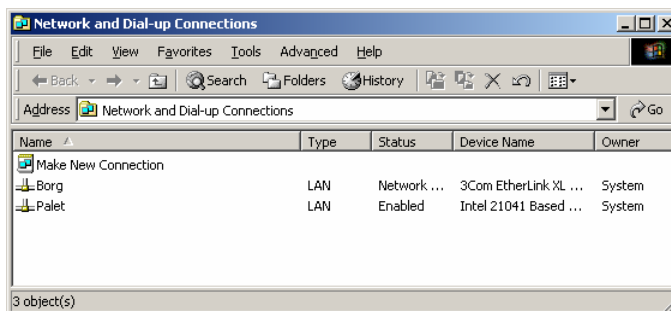 Network and Dial-up Connections
File Edit View Favorites Tools Advanced Help
Back Search Folders History
Address Network and Dial-up Connections Go
Name Type Status Device Name Owner
Make New Connection
Borg LAN Network ... 3Com EtherLink XL ... System
Palet LAN Enabled Intel 21041 Based ... System
3 object(s)